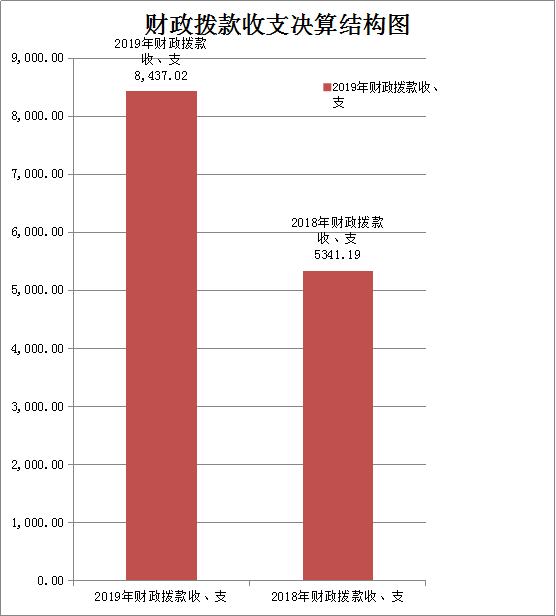 财政拨款收支决算结构图
2019年财政拨款
收、支
8,437.02
2019年财政拨款收、
支
2018年财政拨款
收、支
5341.19
9,000.00
8,000.00
7,000.00
6,000.00
5,000.00
4,000.00
3,000.00
2,000.00
1,000.00
0.00
2019年财政拨款收、支
2018年财政拨款收、支